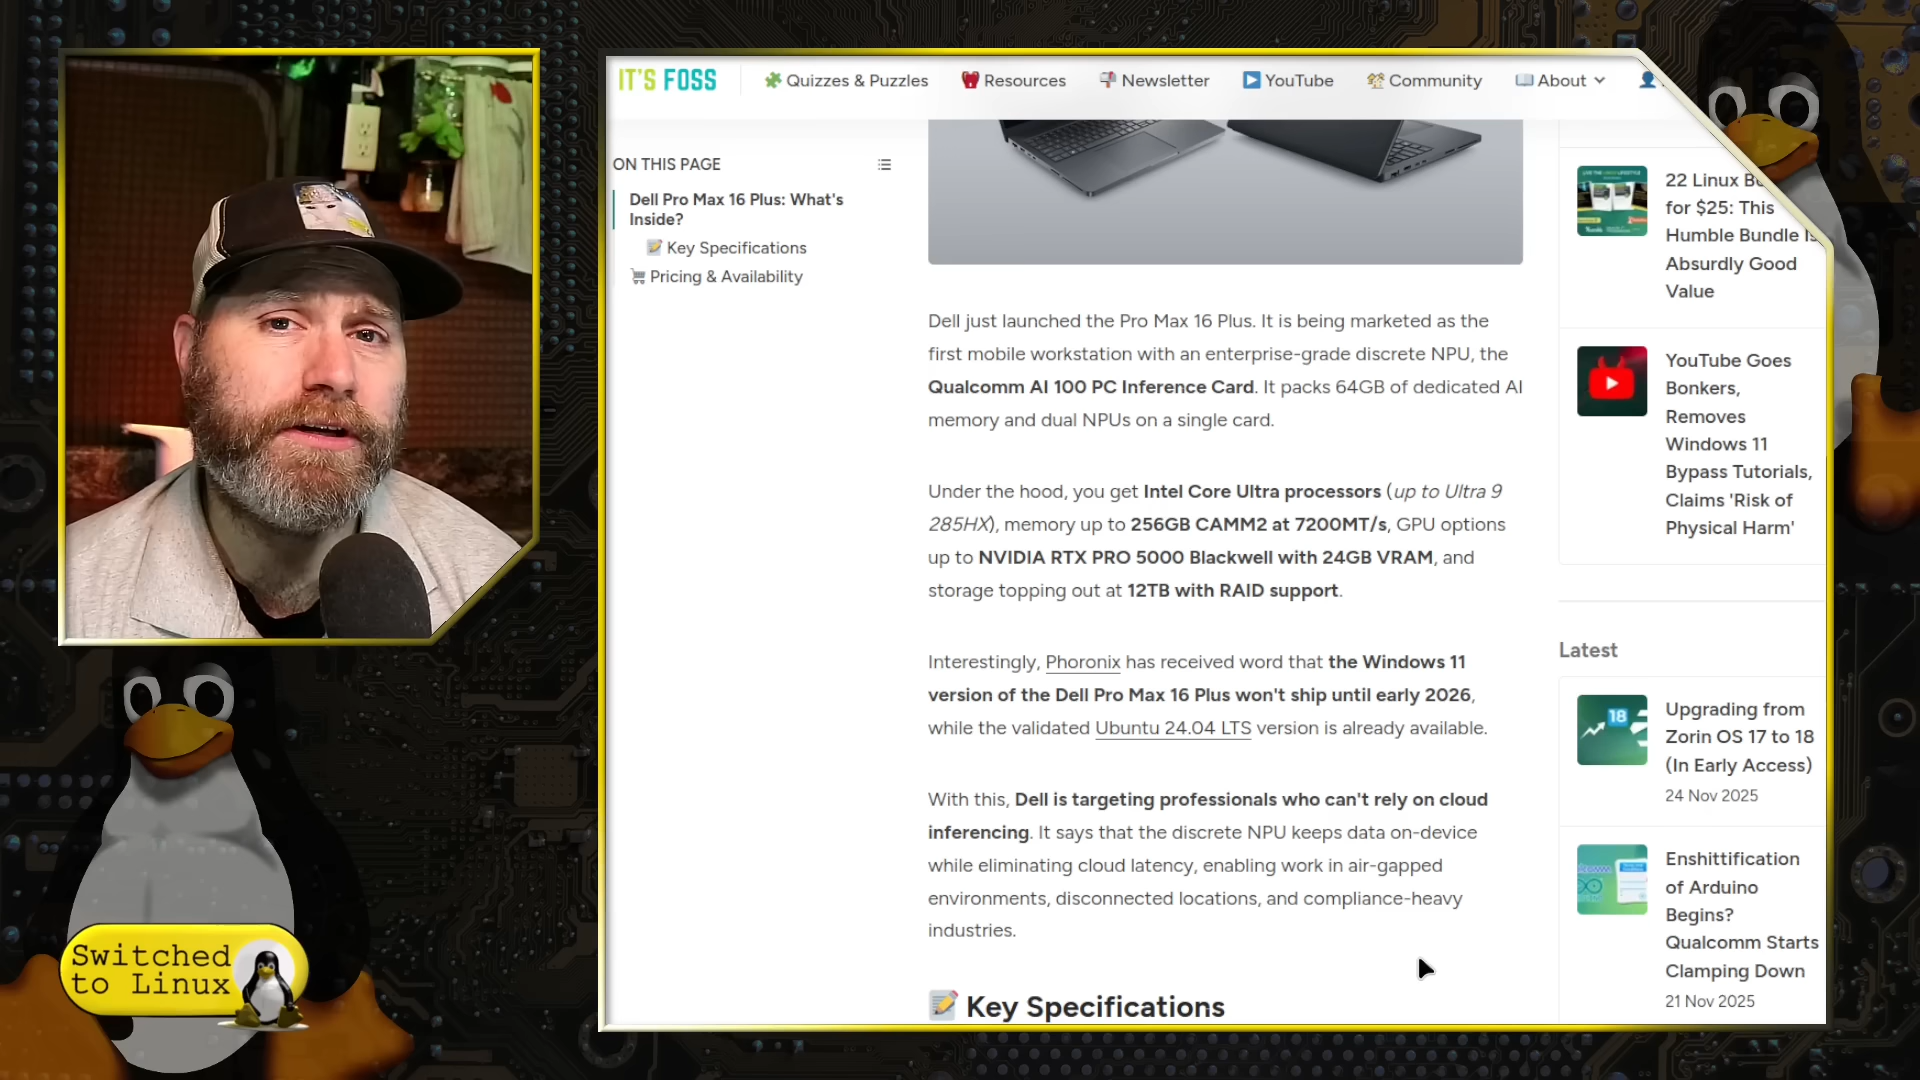 IT'S FOSS
Quizzes & Puzzles
Resources
Newsletter
YouTube
Community
About
ON THIS PAGE
Dell Pro Max 16 Plus: What's
Inside?
Key Specifications
Pricing & Availability
Dell just launched the Pro Max 16 Plus. It is being marketed as the
first mobile workstation with an enterprise-grade discrete NPU, the
Qualcomm AI 100 PC Inference Card. It packs 64GB of dedicated AI
memory and dual NPUs on a single card.
Under the hood, you get Intel Core Ultra processors (up to Ultra 9
285HX), memory up to 256GB CAMM2 at 7200MT/s, GPU options
up to NVIDIA RTX PRO 5000 Blackwell with 24GB VRAM, and
storage topping out at 12TB with RAID support.
Interestingly, Phoronix has received word that the Windows 11
version of the Dell Pro Max 16 Plus won't ship until early 2026,
while the validated Ubuntu 24.04 LTS version is already available.
With this, Dell is targeting professionals who can't rely on cloud
inferencing. It says that the discrete NPU keeps data on-device
while eliminating cloud latency, enabling work in air-gapped
environments, disconnected locations, and compliance-heavy
industries.
Key Specifications
22 Linux
for $25: This
Humble Bundle Is
Absurdly Good
Value
YouTube Goes
Bonkers,
Removes
Windows 11
Bypass Tutorials,
Claims 'Risk of
Physical Harm'
Latest
18
Upgrading from
Zorin OS 17 to 18
(In Early Access)
24 Nov 2025
Enshittification
of Arduino
Begins?
Qualcomm Starts
Clamping Down
21 Nov 2025
Switched
to Linux